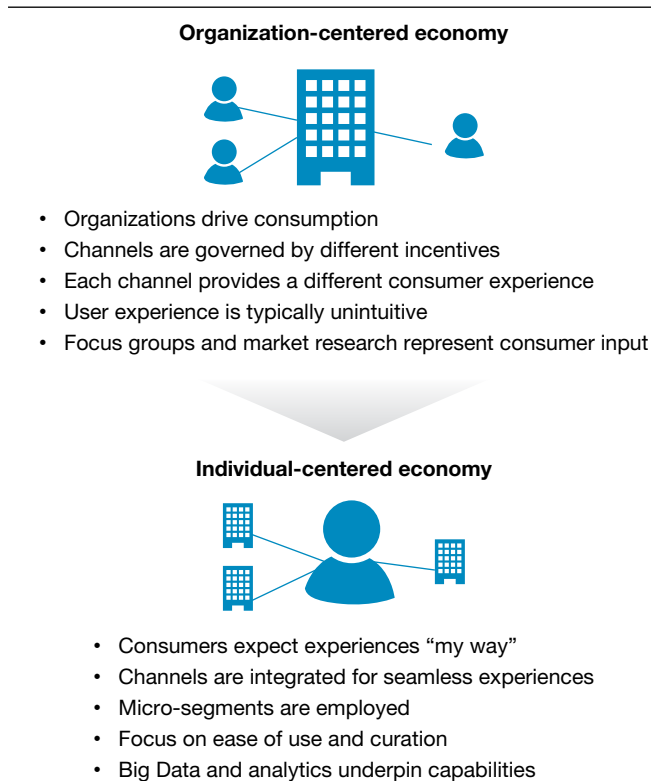 Organization-centered economy
• Organizations drive consumption
• Channels are governed by different incentives
• Each channel provides a different consumer experience
• User experience is typically unintuitive
• Focus groups and market research represent consumer input
Individual-centered economy
• Consumers expect experiences “my way”
• Channels are integrated for seamless experiences
• Micro-segments are employed
• Focus on ease of use and curation
• Big Data and analytics underpin capabilities